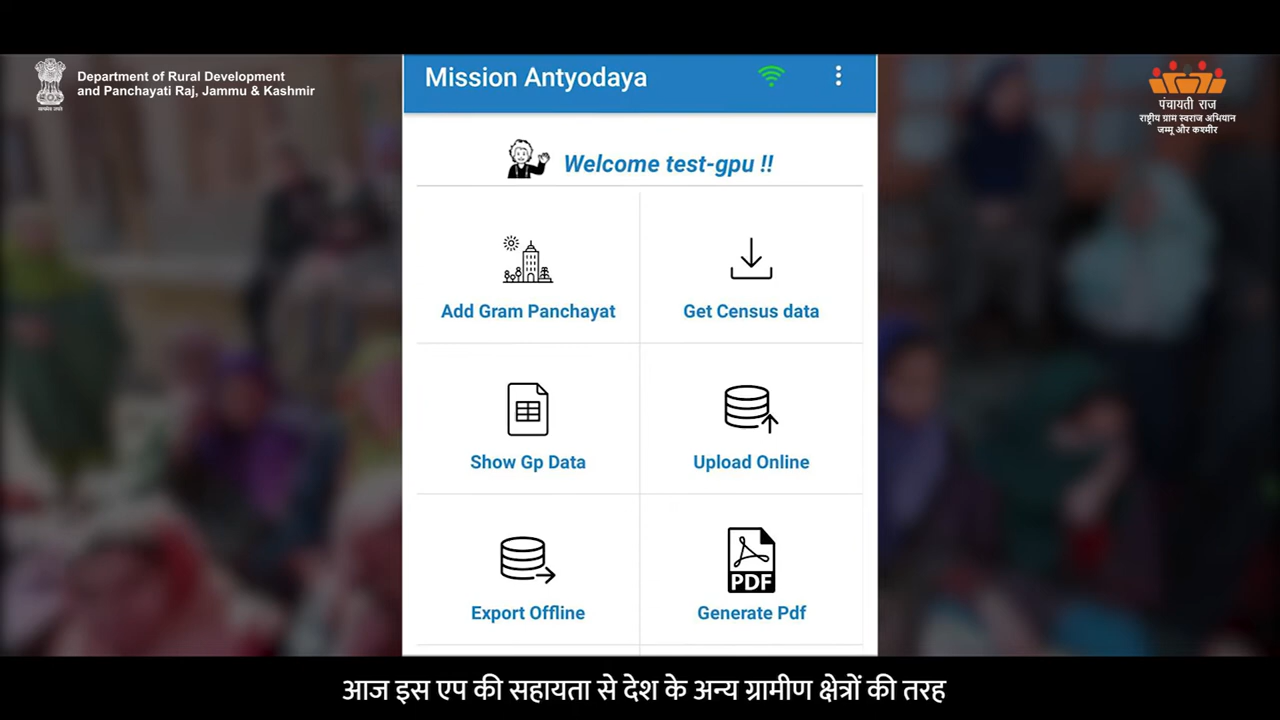 Department of Rural Development
and Panchayati Raj, Jammu & Kashmir
Mission Antyodaya
पंचायती राज
राष्ट्रीय ग्राम स्वराज अभियान
जम्मू और कश्मीर
Welcome test-gpu !!
Add Gram Panchayat
Get Census data
Show Gp Data
Upload Online
Export Offline
PDF
Generate Pdf
आज इस एप की सहायता से देश के अन्य ग्रामीण क्षेत्रों की तरह